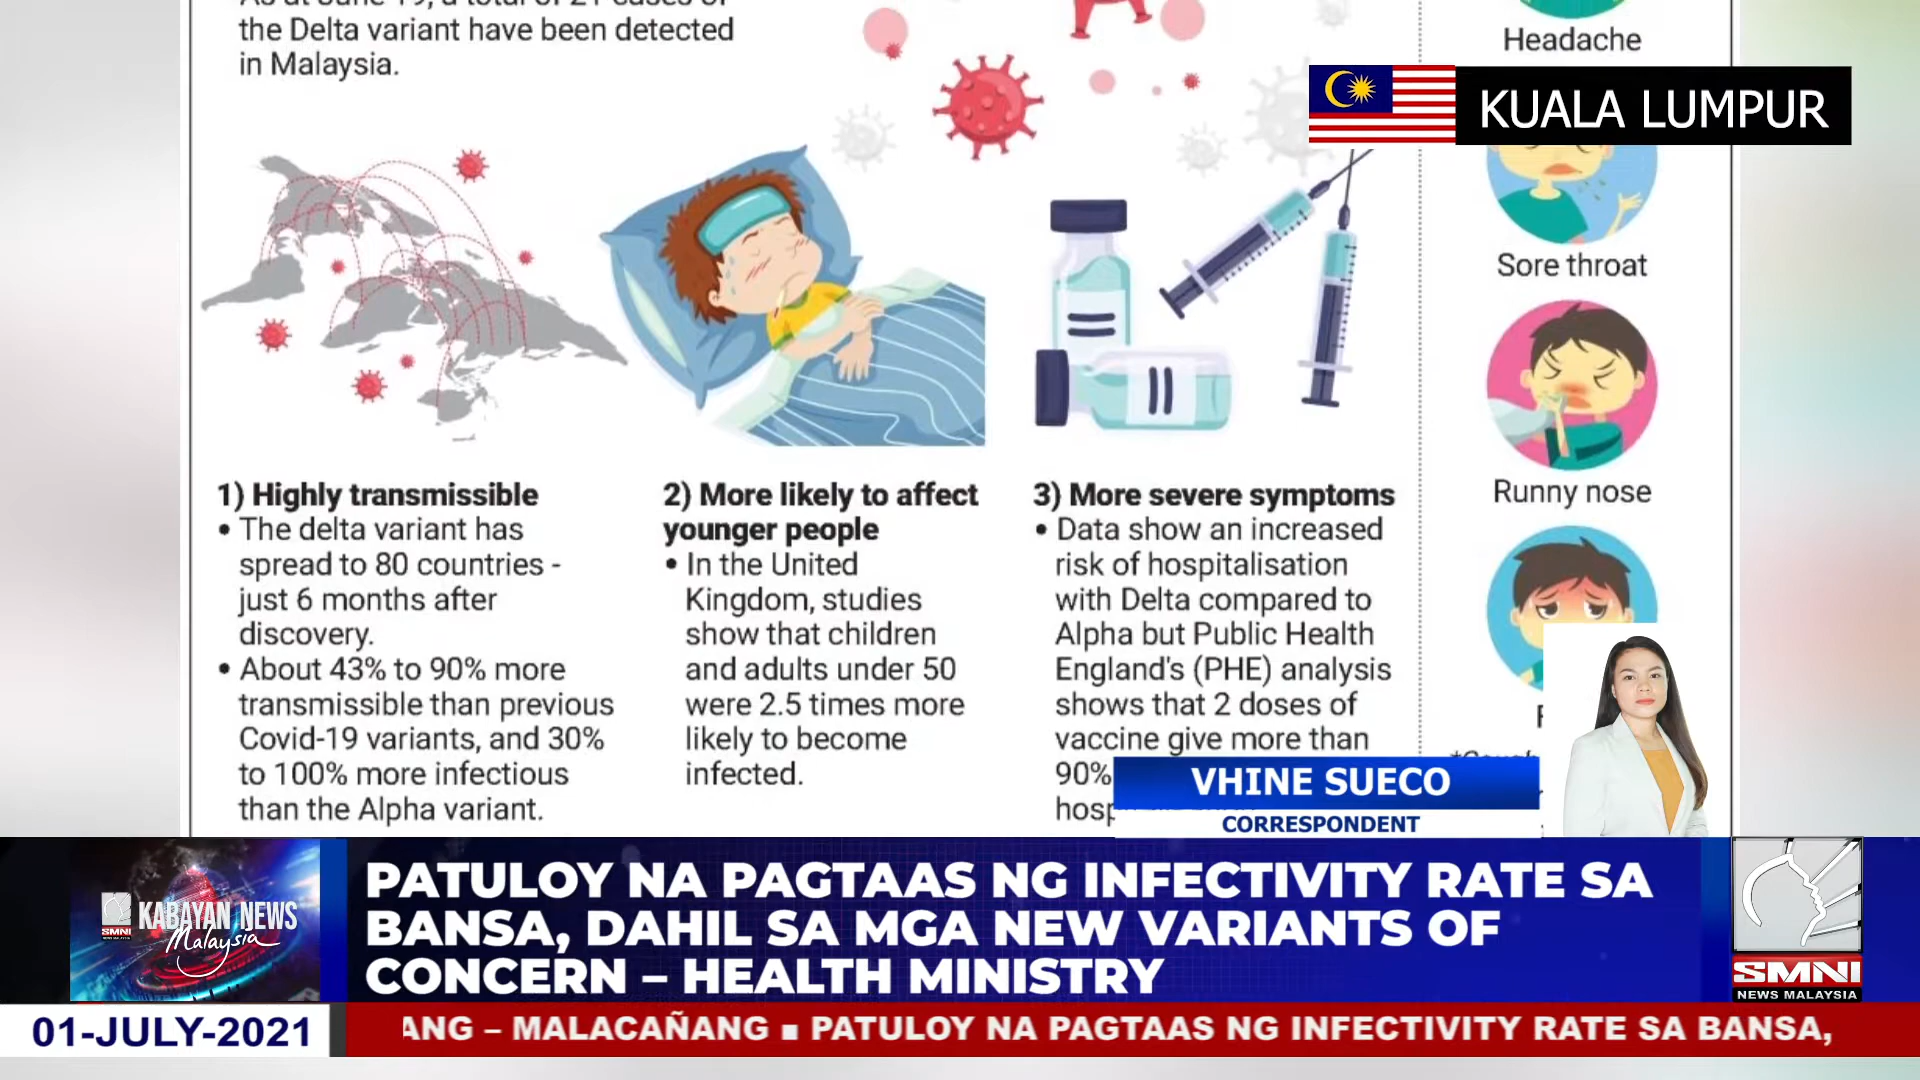 the Delta variant have been detected
in Malaysia.
Headache
KUALA LUMPUR
Sore throat
Runny nose
1) Highly transmissible
• The delta variant has
spread to 80 countries -
just 6 months after
discovery.
• About 43% to 90% more
transmissible than previous
Covid-19 variants, and 30%
to 100% more infectious
than the Alpha variant.
2) More likely to affect
younger people
• In the United
Kingdom, studies
show that children
and adults under 50
were 2.5 times more
likely to become
infected.
3) More severe symptoms
• Data show an increased
risk of hospitalisation
with Delta compared to
Alpha but Public Health
England's (PHE) analysis
shows that 2 doses of
vaccine give more than
90%
VHINE SUECO
CORRESPONDENT
SMNI
KABAYAN NEWS
Malaysia
PATULOY NA PAGTAAS NG INFECTIVITY RATE SA
BANSA, DAHIL SA MGA NEW VARIANTS OF
CONCERN – HEALTH MINISTRY
SMNI
NEWS MALAYSIA
01-JULY-2021
ANG – MALACAÑANG ■ PATULOY NA PAGTAAS NG INFECTIVITY RATE SA BANSA,